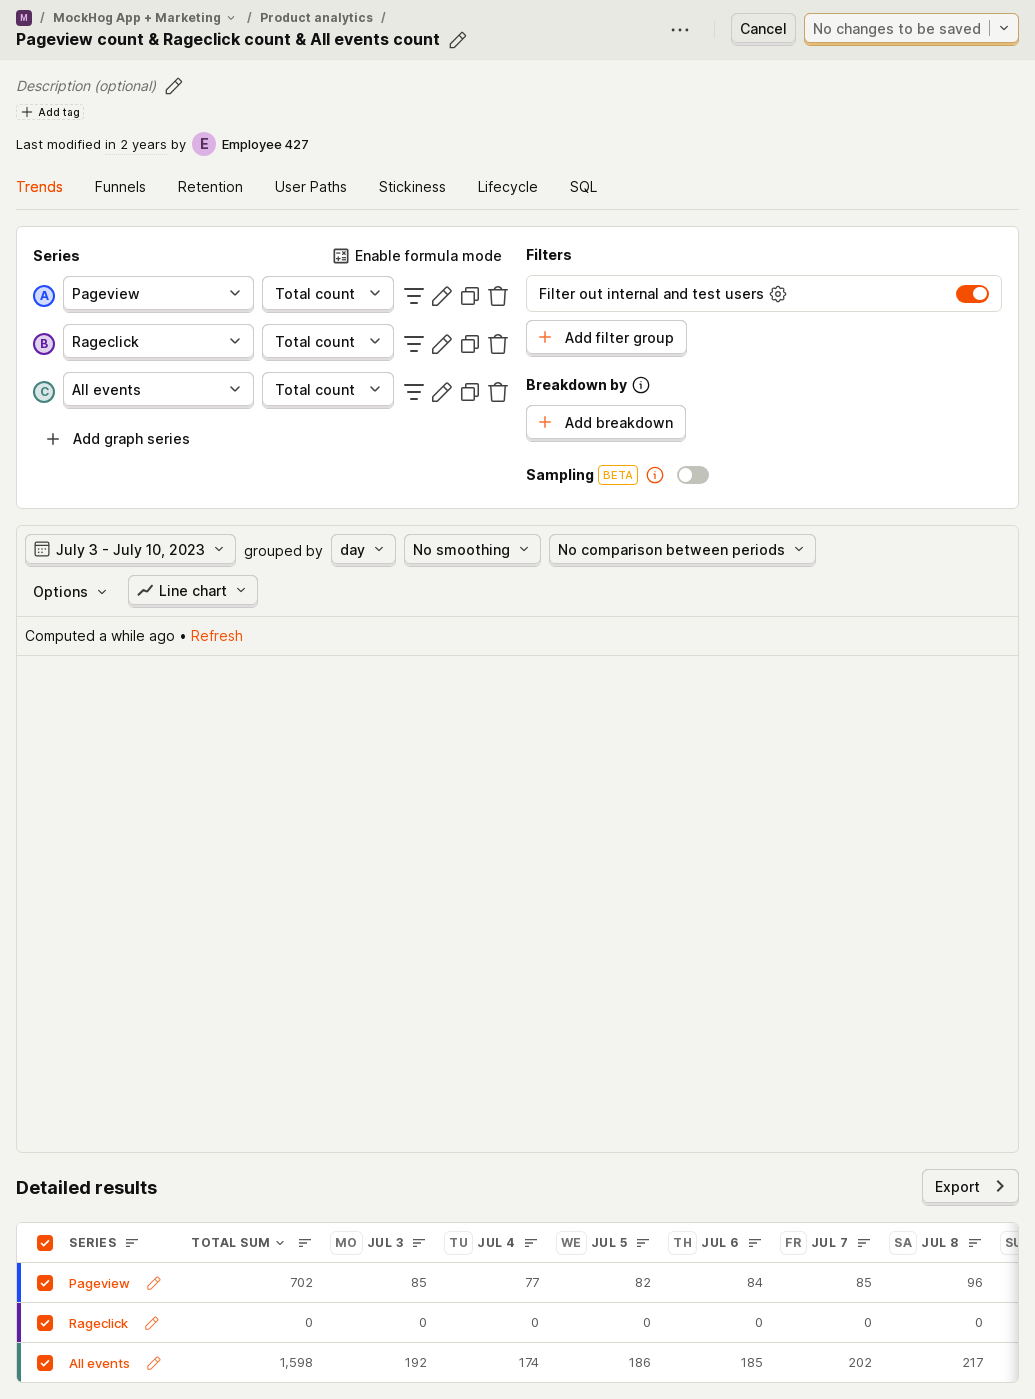 M / MockHog App + Marketing / Product analytics /
Pageview count & Rageclick count & All events count
Cancel
No changes to be saved
Description (optional)
Add tag
Last modified in 2 years by E Employee 427
Trends Funnels Retention User Paths Stickiness Lifecycle SQL
Series
Enable formula mode
A Pageview Total count
B Rageclick Total count
C All events Total count
Add graph series
Filters
Filter out internal and test users
Add filter group
Breakdown by
Add breakdown
Sampling BETA
July 3 - July 10, 2023 grouped by day No smoothing No comparison between periods
Options Line chart
Computed a while ago • Refresh
Detailed results
Export
SERIES TOTAL SUM MO JUL 3 TU JUL 4 WE JUL 5 TH JUL 6 FR JUL 7 SA JUL 8 SU
Pageview 702 85 77 82 84 85 96
Rageclick 0 0 0 0 0 0 0
All events 1,598 192 174 186 185 202 217